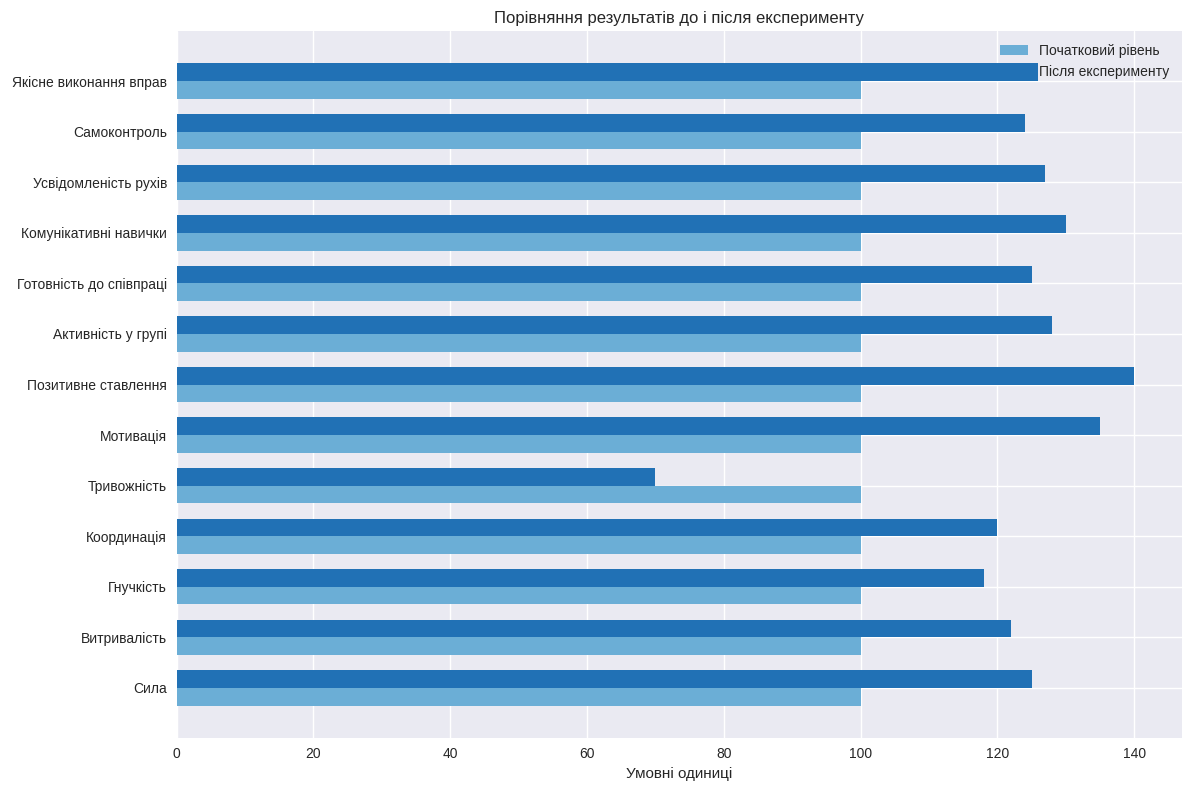 Порівняння результатів до і після експерименту
Початковий рівень
Після експерименту
Якісне виконання вправ
Самоконтроль
Усвідомленість рухів
Комунікативні навички
Готовність до співпраці
Активність у групі
Позитивне ставлення
Мотивація
Тривожність
Координація
Гнучкість
Витривалість
Сила
0 20 40 60 80 100 120 140
Умовні одиниці